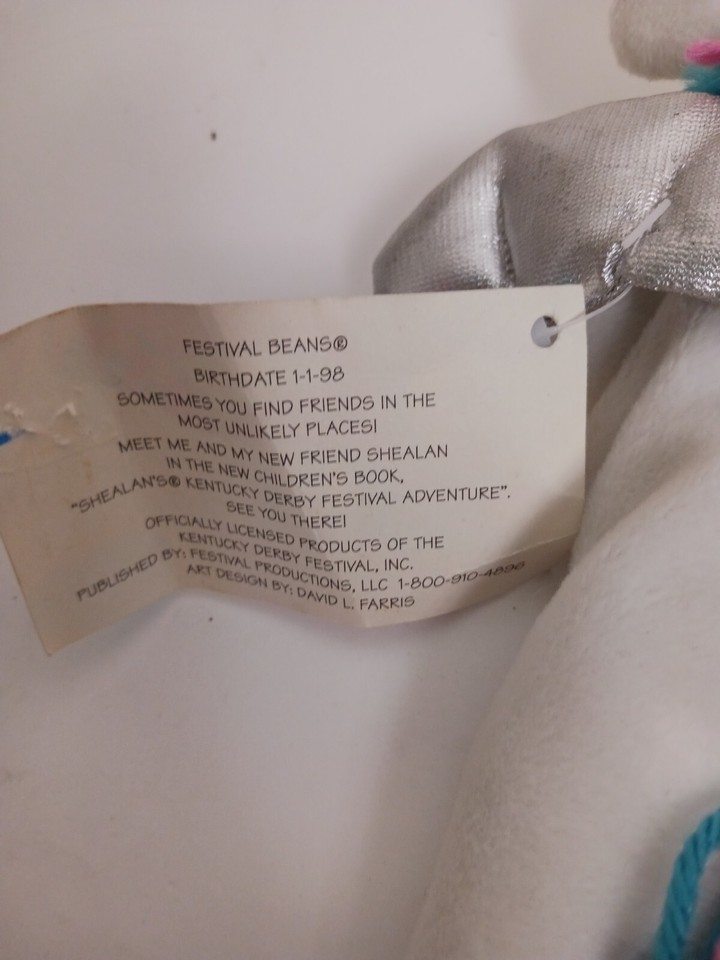 FESTIVAL BEANS®
BIRTHDATE 1-1-98
SOMETIMES YOU FIND FRIENDS IN THE
MOST UNLIKELY PLACES!
MEET ME AND MY NEW FRIEND SHEALAN
IN THE NEW CHILDREN'S BOOK,
"SHEALAN'S® KENTUCKY DERBY FESTIVAL ADVENTURE".
SEE YOU THERE!
OFFICIALLY LICENSED PRODUCTS OF THE
KENTUCKY DERBY FESTIVAL, INC.
PUBLISHED BY: FESTIVAL PRODUCTIONS, LLC 1-800-910-4896
ART DESIGN BY: DAVID L. FARRIS